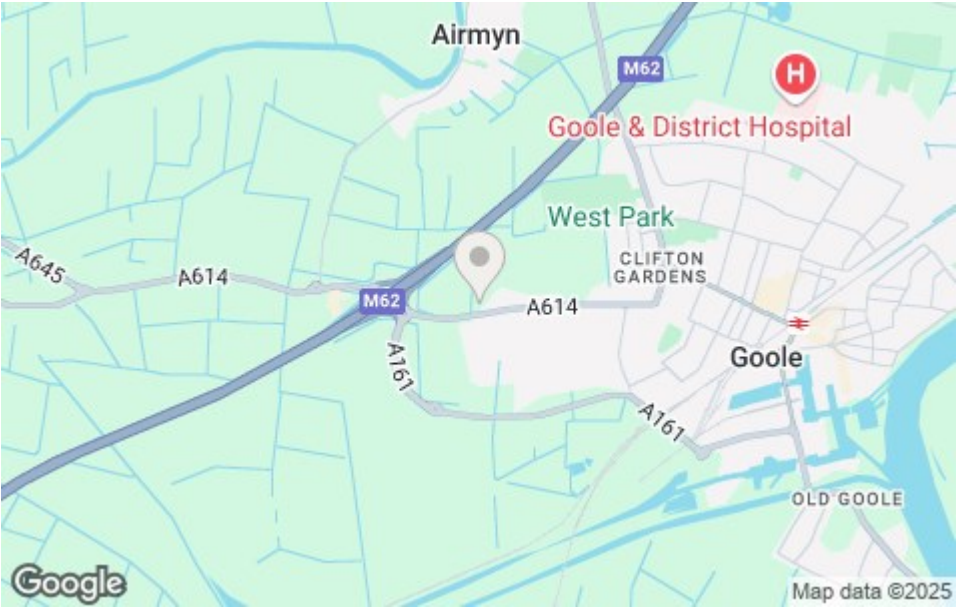 Airmyn
M62
H
Goole & District Hospital
West Park
CLIFTON
GARDENS
A645
A614
M62
A614
A161
Goole
A161
OLD GOOLE
Google
Map data ©2025